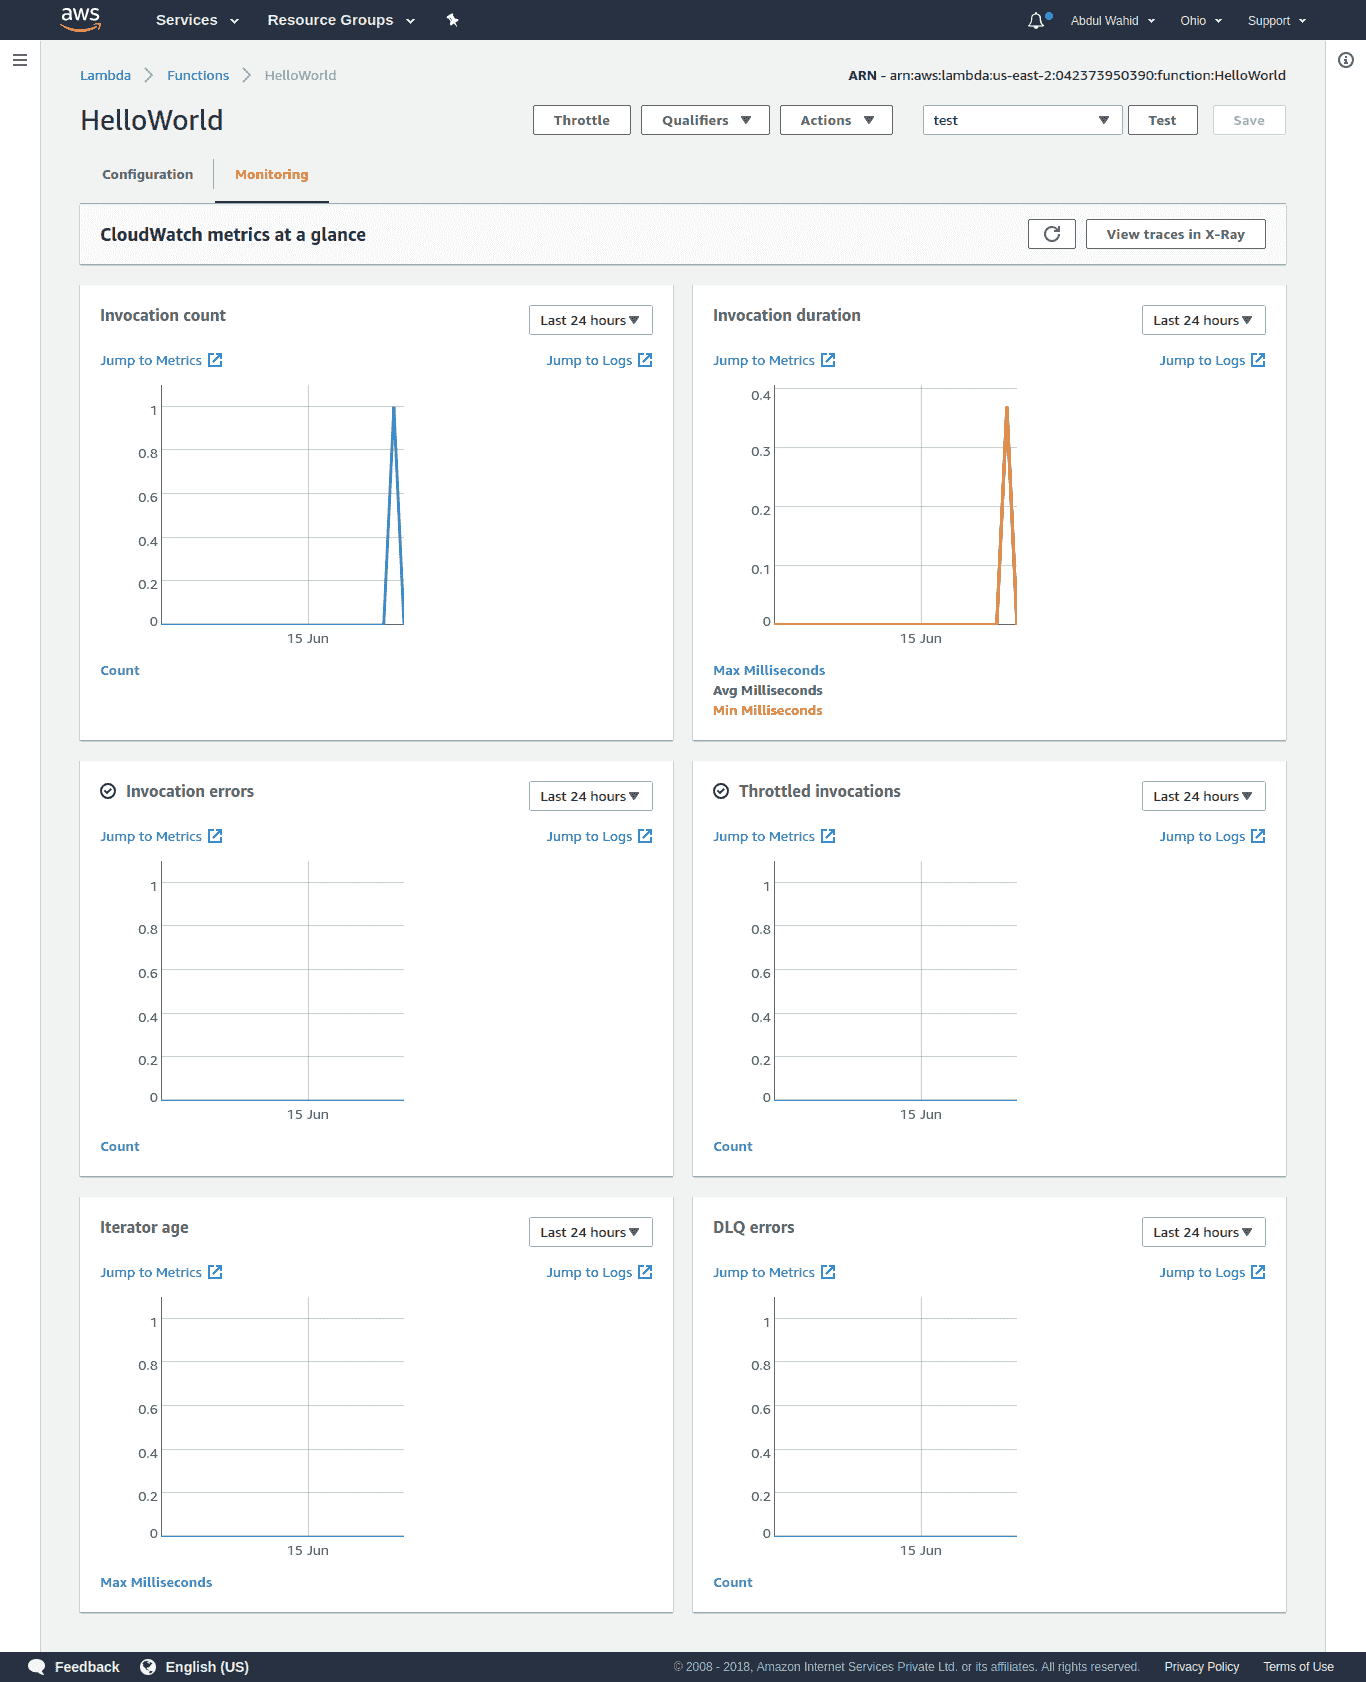 aws Services Resource Groups Abdul Wahid Ohio Support
Lambda Functions HelloWorld ARN - arn:aws:lambda:us-east-2:042373950390:function:HelloWorld
HelloWorld Throttle Qualifiers Actions test Test Save
Configuration Monitoring
CloudWatch metrics at a glance View traces in X-Ray
Invocation count Last 24 hours
Jump to Metrics Jump to Logs
1
0.8
0.6
0.4
0.2
0
15 Jun
Count
Invocation duration Last 24 hours
Jump to Metrics Jump to Logs
0.4
0.3
0.2
0.1
0
15 Jun
Max Milliseconds
Avg Milliseconds
Min Milliseconds
Invocation errors Last 24 hours
Jump to Metrics Jump to Logs
1
0.8
0.6
0.4
0.2
0
15 Jun
Count
Throttled invocations Last 24 hours
Jump to Metrics Jump to Logs
1
0.8
0.6
0.4
0.2
0
15 Jun
Count
Iterator age Last 24 hours
Jump to Metrics Jump to Logs
1
0.8
0.6
0.4
0.2
0
15 Jun
Max Milliseconds
DLQ errors Last 24 hours
Jump to Metrics Jump to Logs
1
0.8
0.6
0.4
0.2
0
15 Jun
Count
Feedback English (US) © 2008 - 2018, Amazon Internet Services Private Ltd. or its affiliates. All rights reserved. Privacy Policy Terms of Use